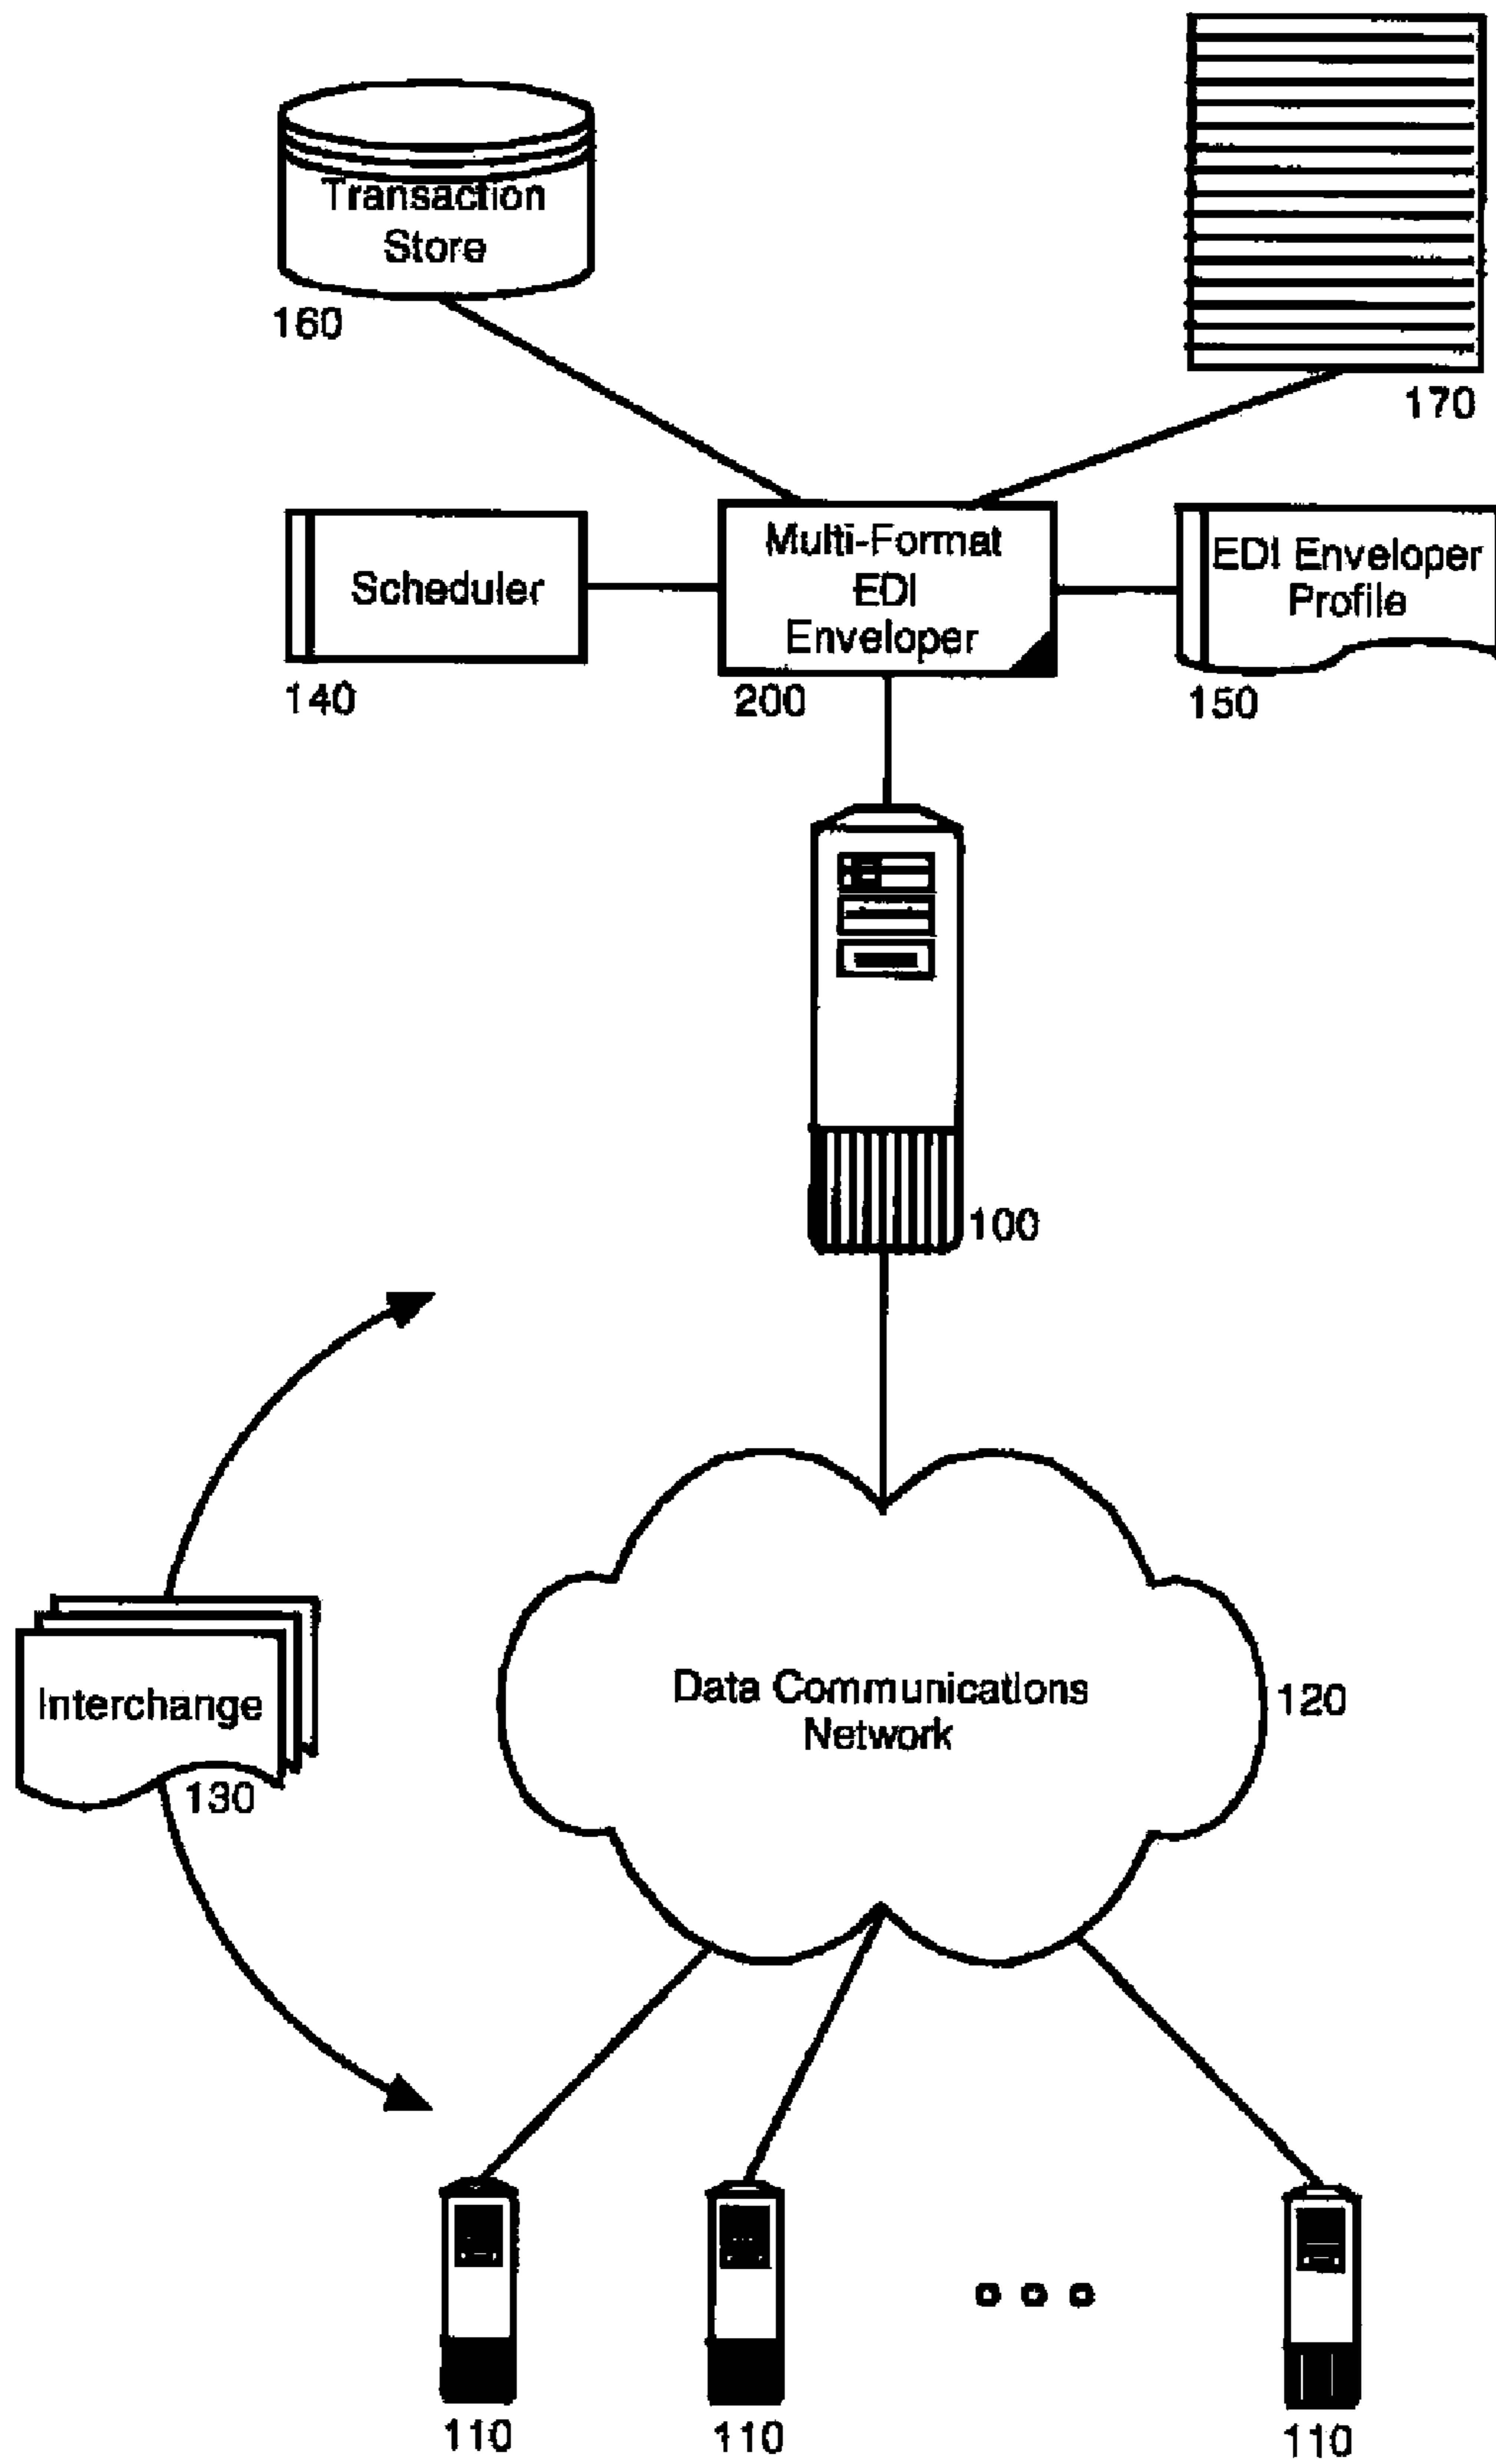 Transaction
Store
160
170
Scheduler
140
Multi-Format
EDI
Enveloper
200
EDI Enveloper
Profile
150
100
Interchange
130
Data Communications
Network
120
110
110
110